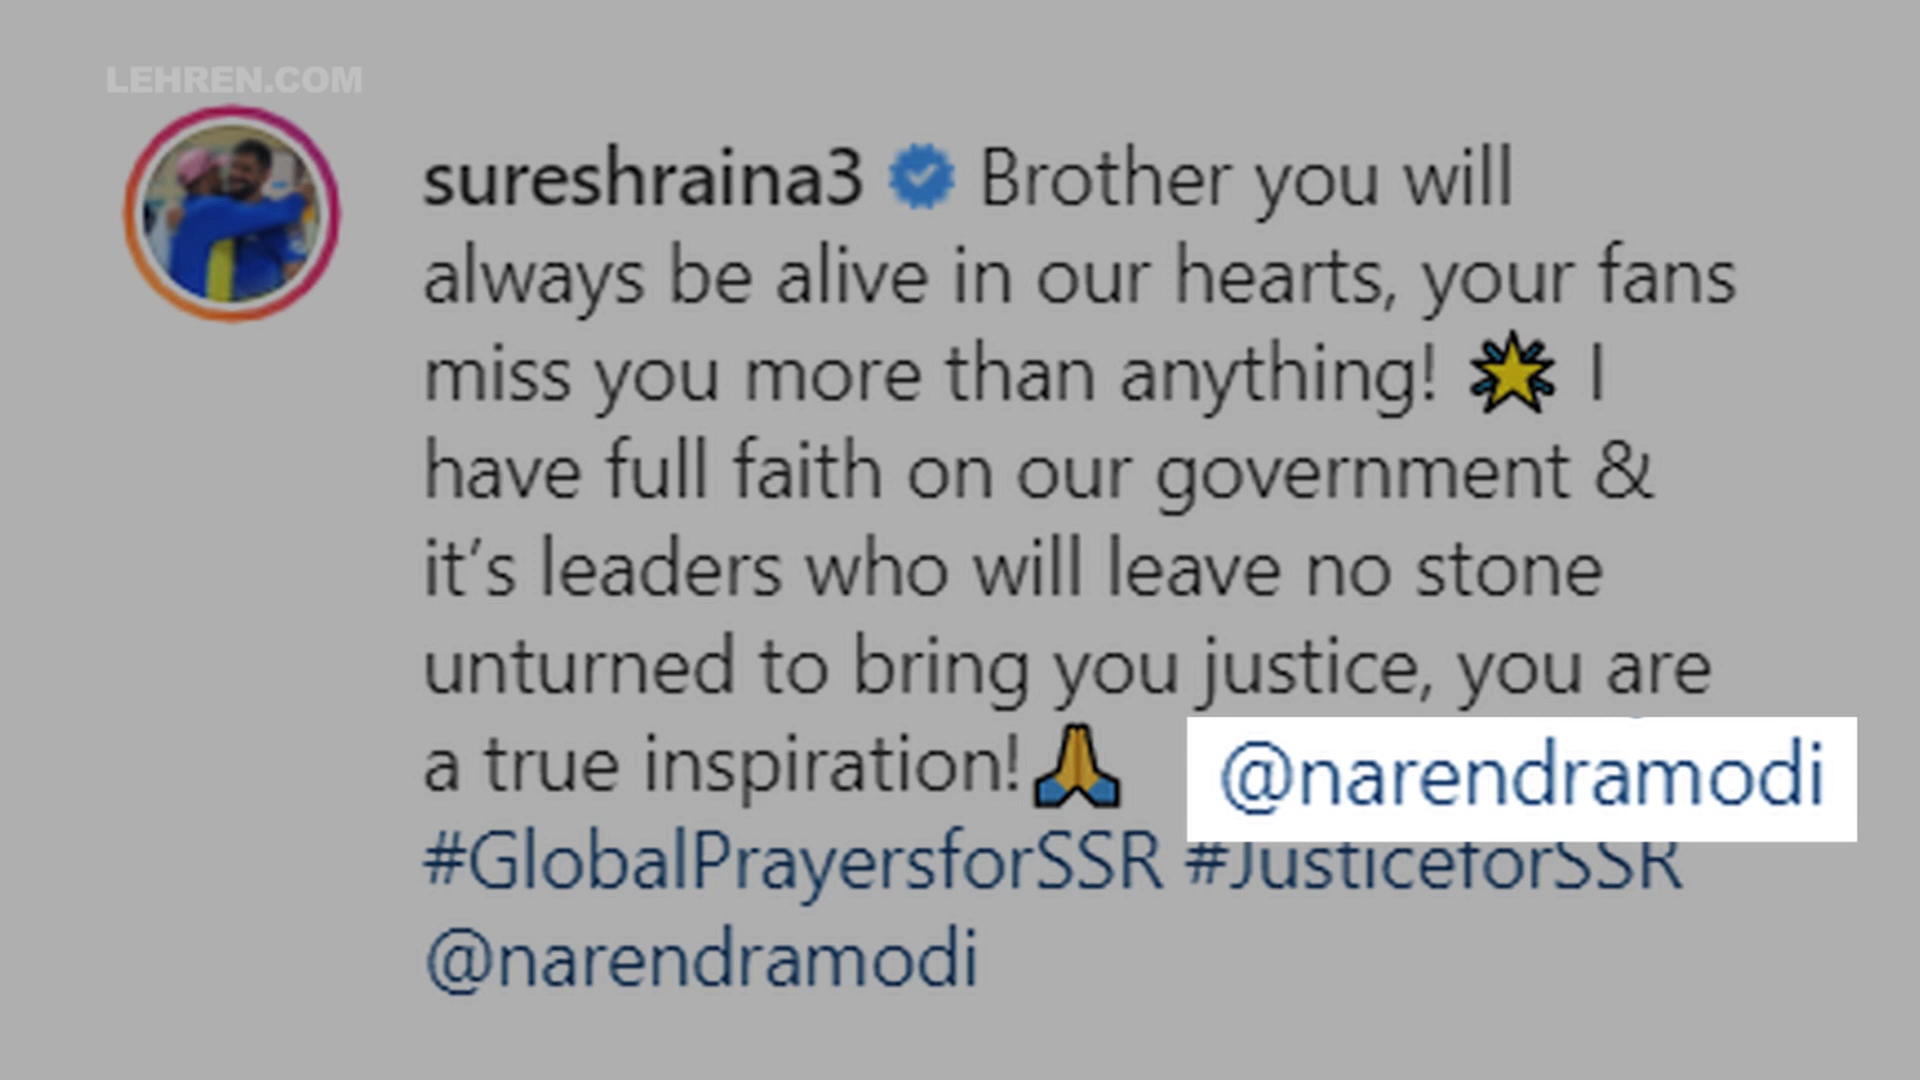 LEHREN.COM
sureshraina3 Brother you will
always be alive in our hearts, your fans
miss you more than anything! 🌟 I
have full faith on our government &
it's leaders who will leave no stone
unturned to bring you justice, you are
a true inspiration!🙏 @narendramodi
#GlobalPrayersforSSR #JusticeforSSR
@narendramodi